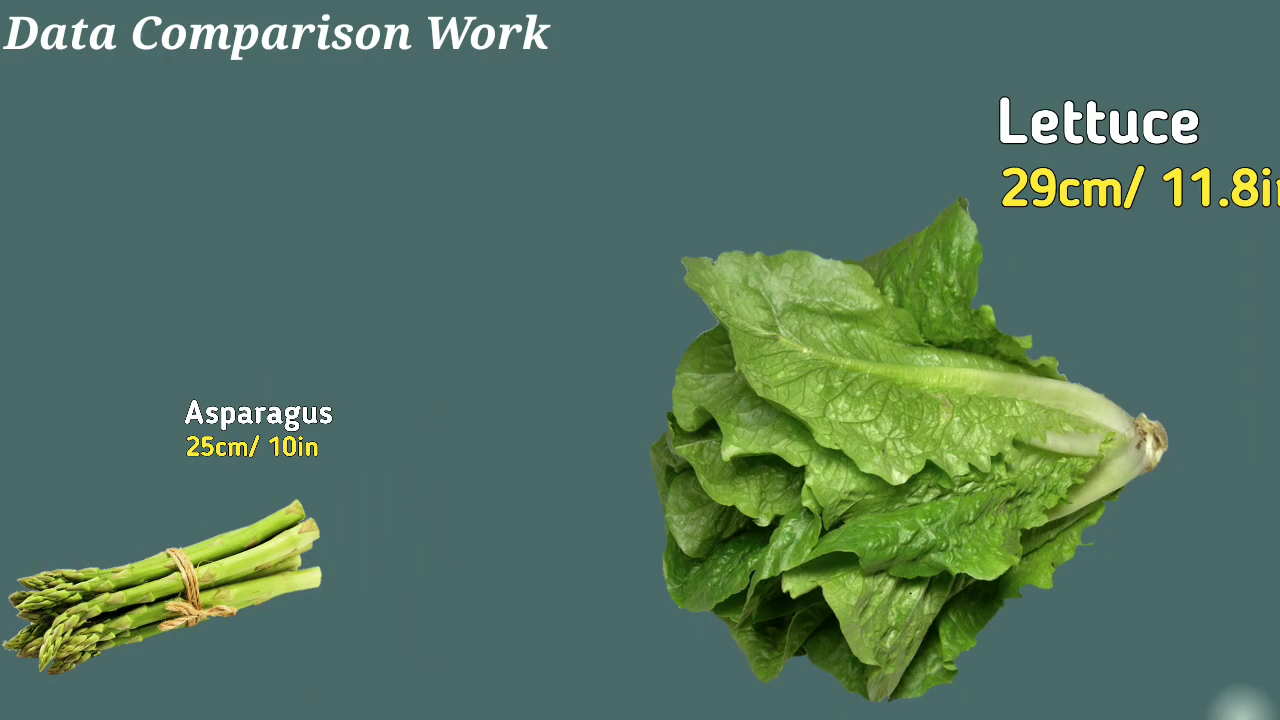 Data Comparison Work
Lettuce
29cm/ 11.8i
Asparagus
25cm/ 10in